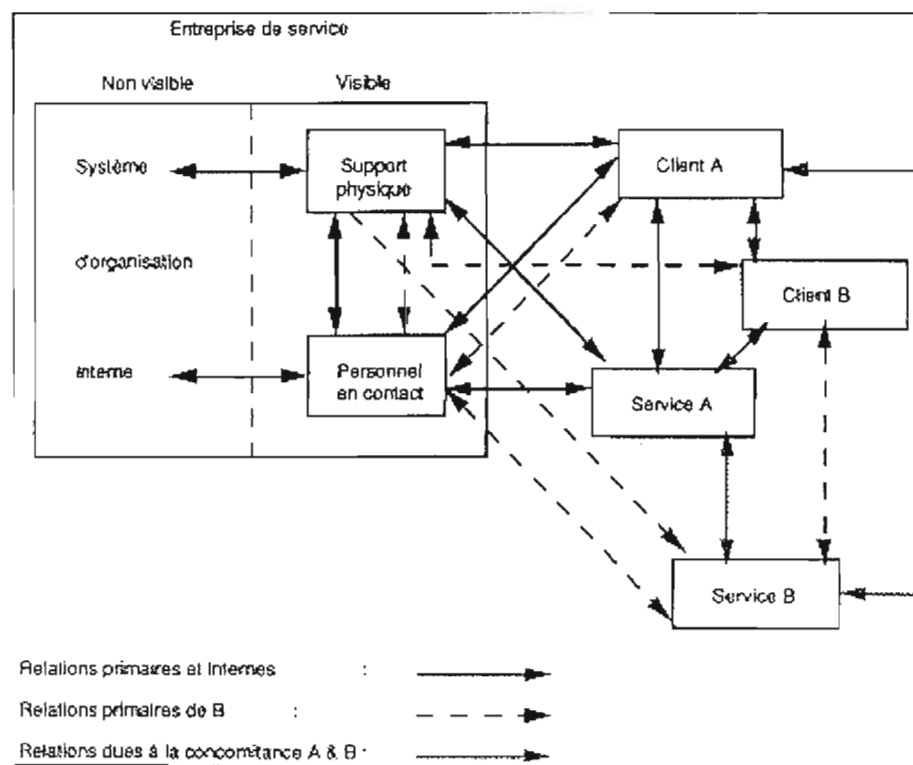 Entreprise de service
Non visible
Visible
Système
Support
physique
Client A
d'organisation
Client B
Interne
Personnel
en contact
Service A
Service B
Relations primaires et Internes :
Relations primaires de B :
Relations dues à la concomitance A & B :